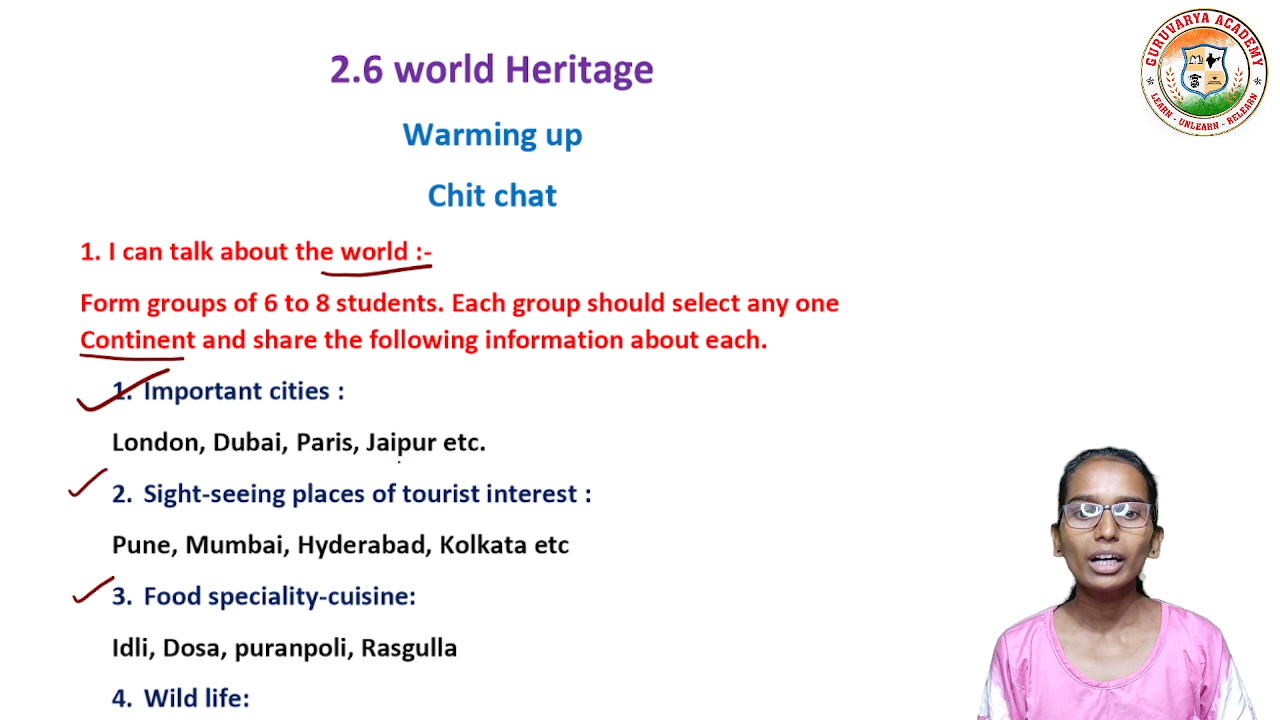 2.6 world Heritage
GURUVARYA ACADEMY
LEARN - UNLEARN - RELEARN
Warming up
Chit chat
1. I can talk about the world :-
Form groups of 6 to 8 students. Each group should select any one
Continent and share the following information about each.
1. Important cities :
London, Dubai, Paris, Jaipur etc.
2. Sight-seeing places of tourist interest :
Pune, Mumbai, Hyderabad, Kolkata etc
3. Food speciality-cuisine:
Idli, Dosa, puranpoli, Rasgulla
4. Wild life: